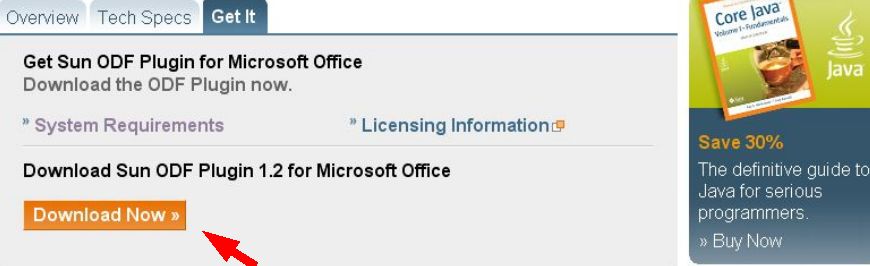 Overview Tech Specs Get It
Get Sun ODF Plugin for Microsoft Office
Download the ODF Plugin now.
» System Requirements » Licensing Information
Download Sun ODF Plugin 1.2 for Microsoft Office
Download Now »
Core Java
Volume I - Fundamentals
Java
Save 30%
The definitive guide to
Java for serious
programmers.
» Buy Now